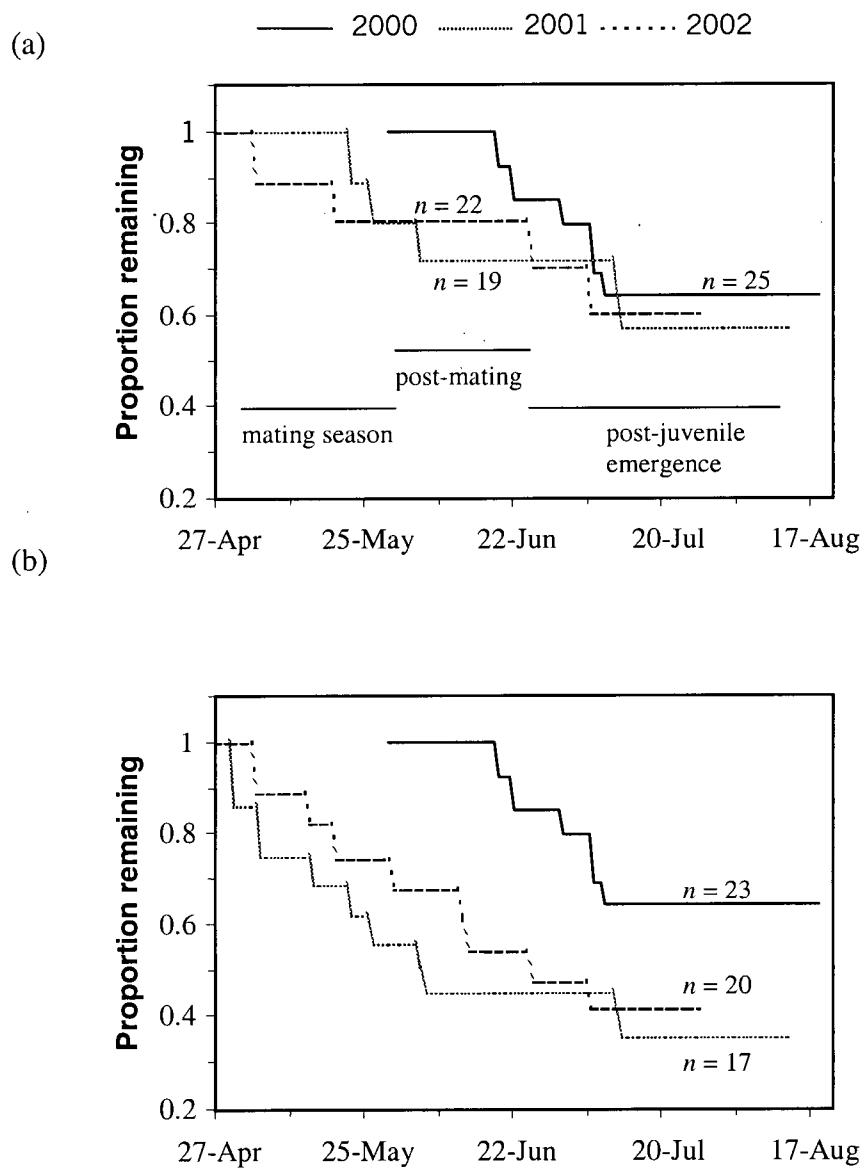 2000 2001 2002
(a)
Proportion remaining
1
0.8
0.6
0.4
0.2
n = 22
n = 19
n = 25
post-mating
mating season
post-juvenile
emergence
27-Apr 25-May 22-Jun 20-Jul 17-Aug
(b)
Proportion remaining
1
0.8
0.6
0.4
0.2
n = 23
n = 20
n = 17
27-Apr 25-May 22-Jun 20-Jul 17-Aug